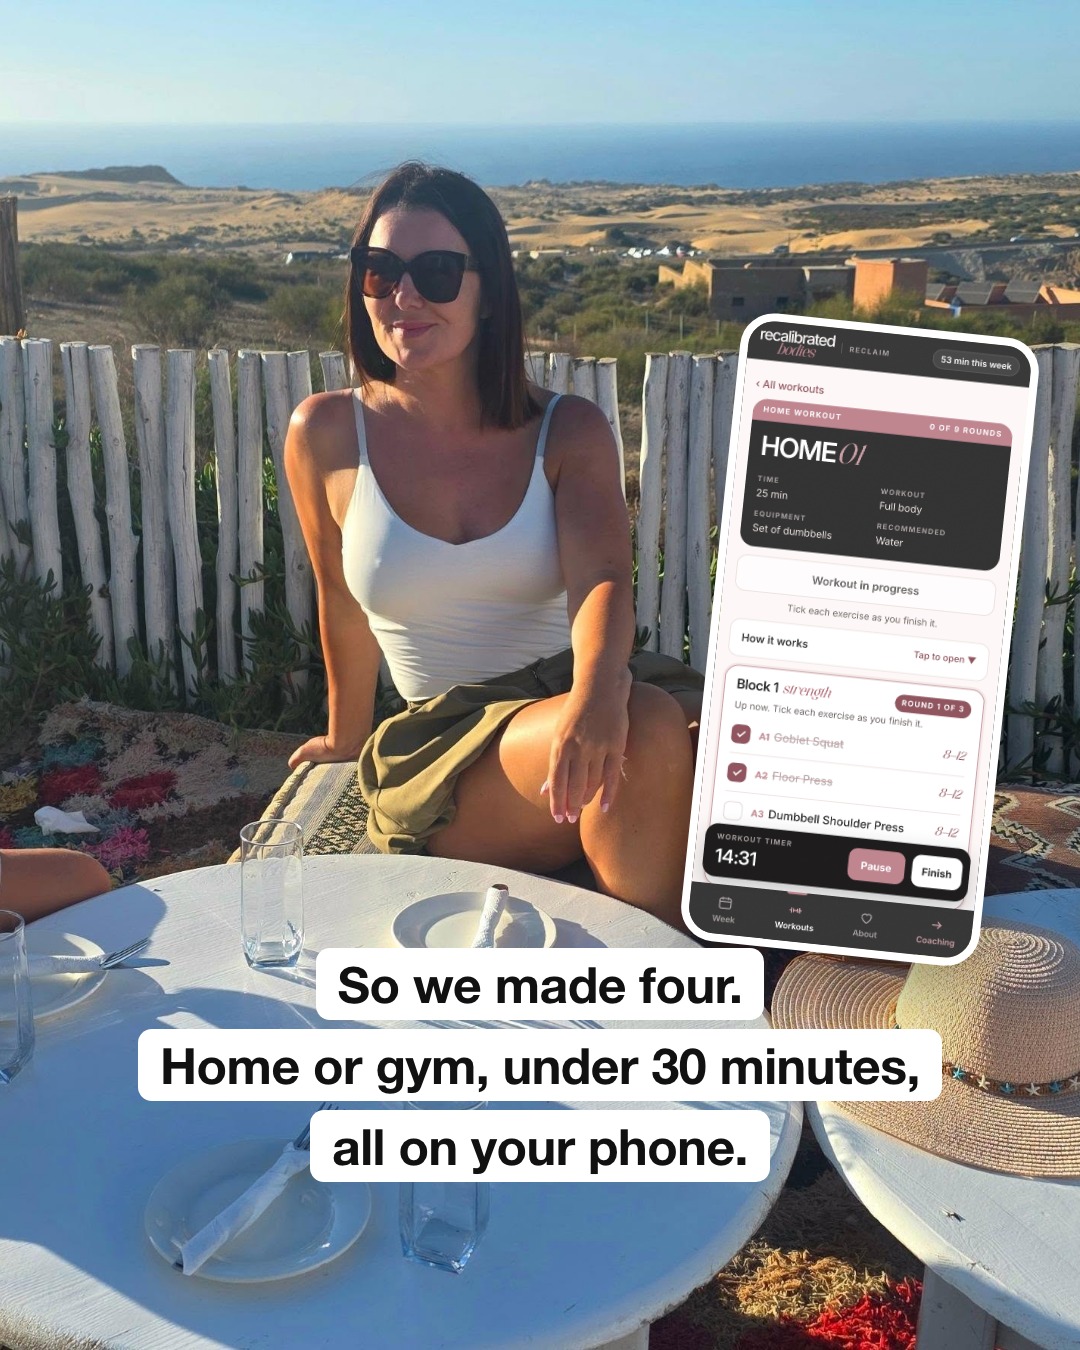 recalibrated
bodies
RECLAIM
53 min this week
‹ All workouts
HOME WORKOUT
0 OF 9 ROUNDS
HOME 01
TIME
25 min
WORKOUT
Full body
EQUIPMENT
Set of dumbbells
RECOMMENDED
Water
Workout in progress
Tick each exercise as you finish it.
How it works
Tap to open ▼
Block 1 strength
ROUND 1 OF 3
Up now. Tick each exercise as you finish it.
A1 Goblet Squat
8–12
A2 Floor Press
8–12
A3 Dumbbell Shoulder Press
8–12
WORKOUT TIMER
14:31
Pause
Finish
Week
Workouts
About
Coaching
So we made four.
Home or gym, under 30 minutes,
all on your phone.